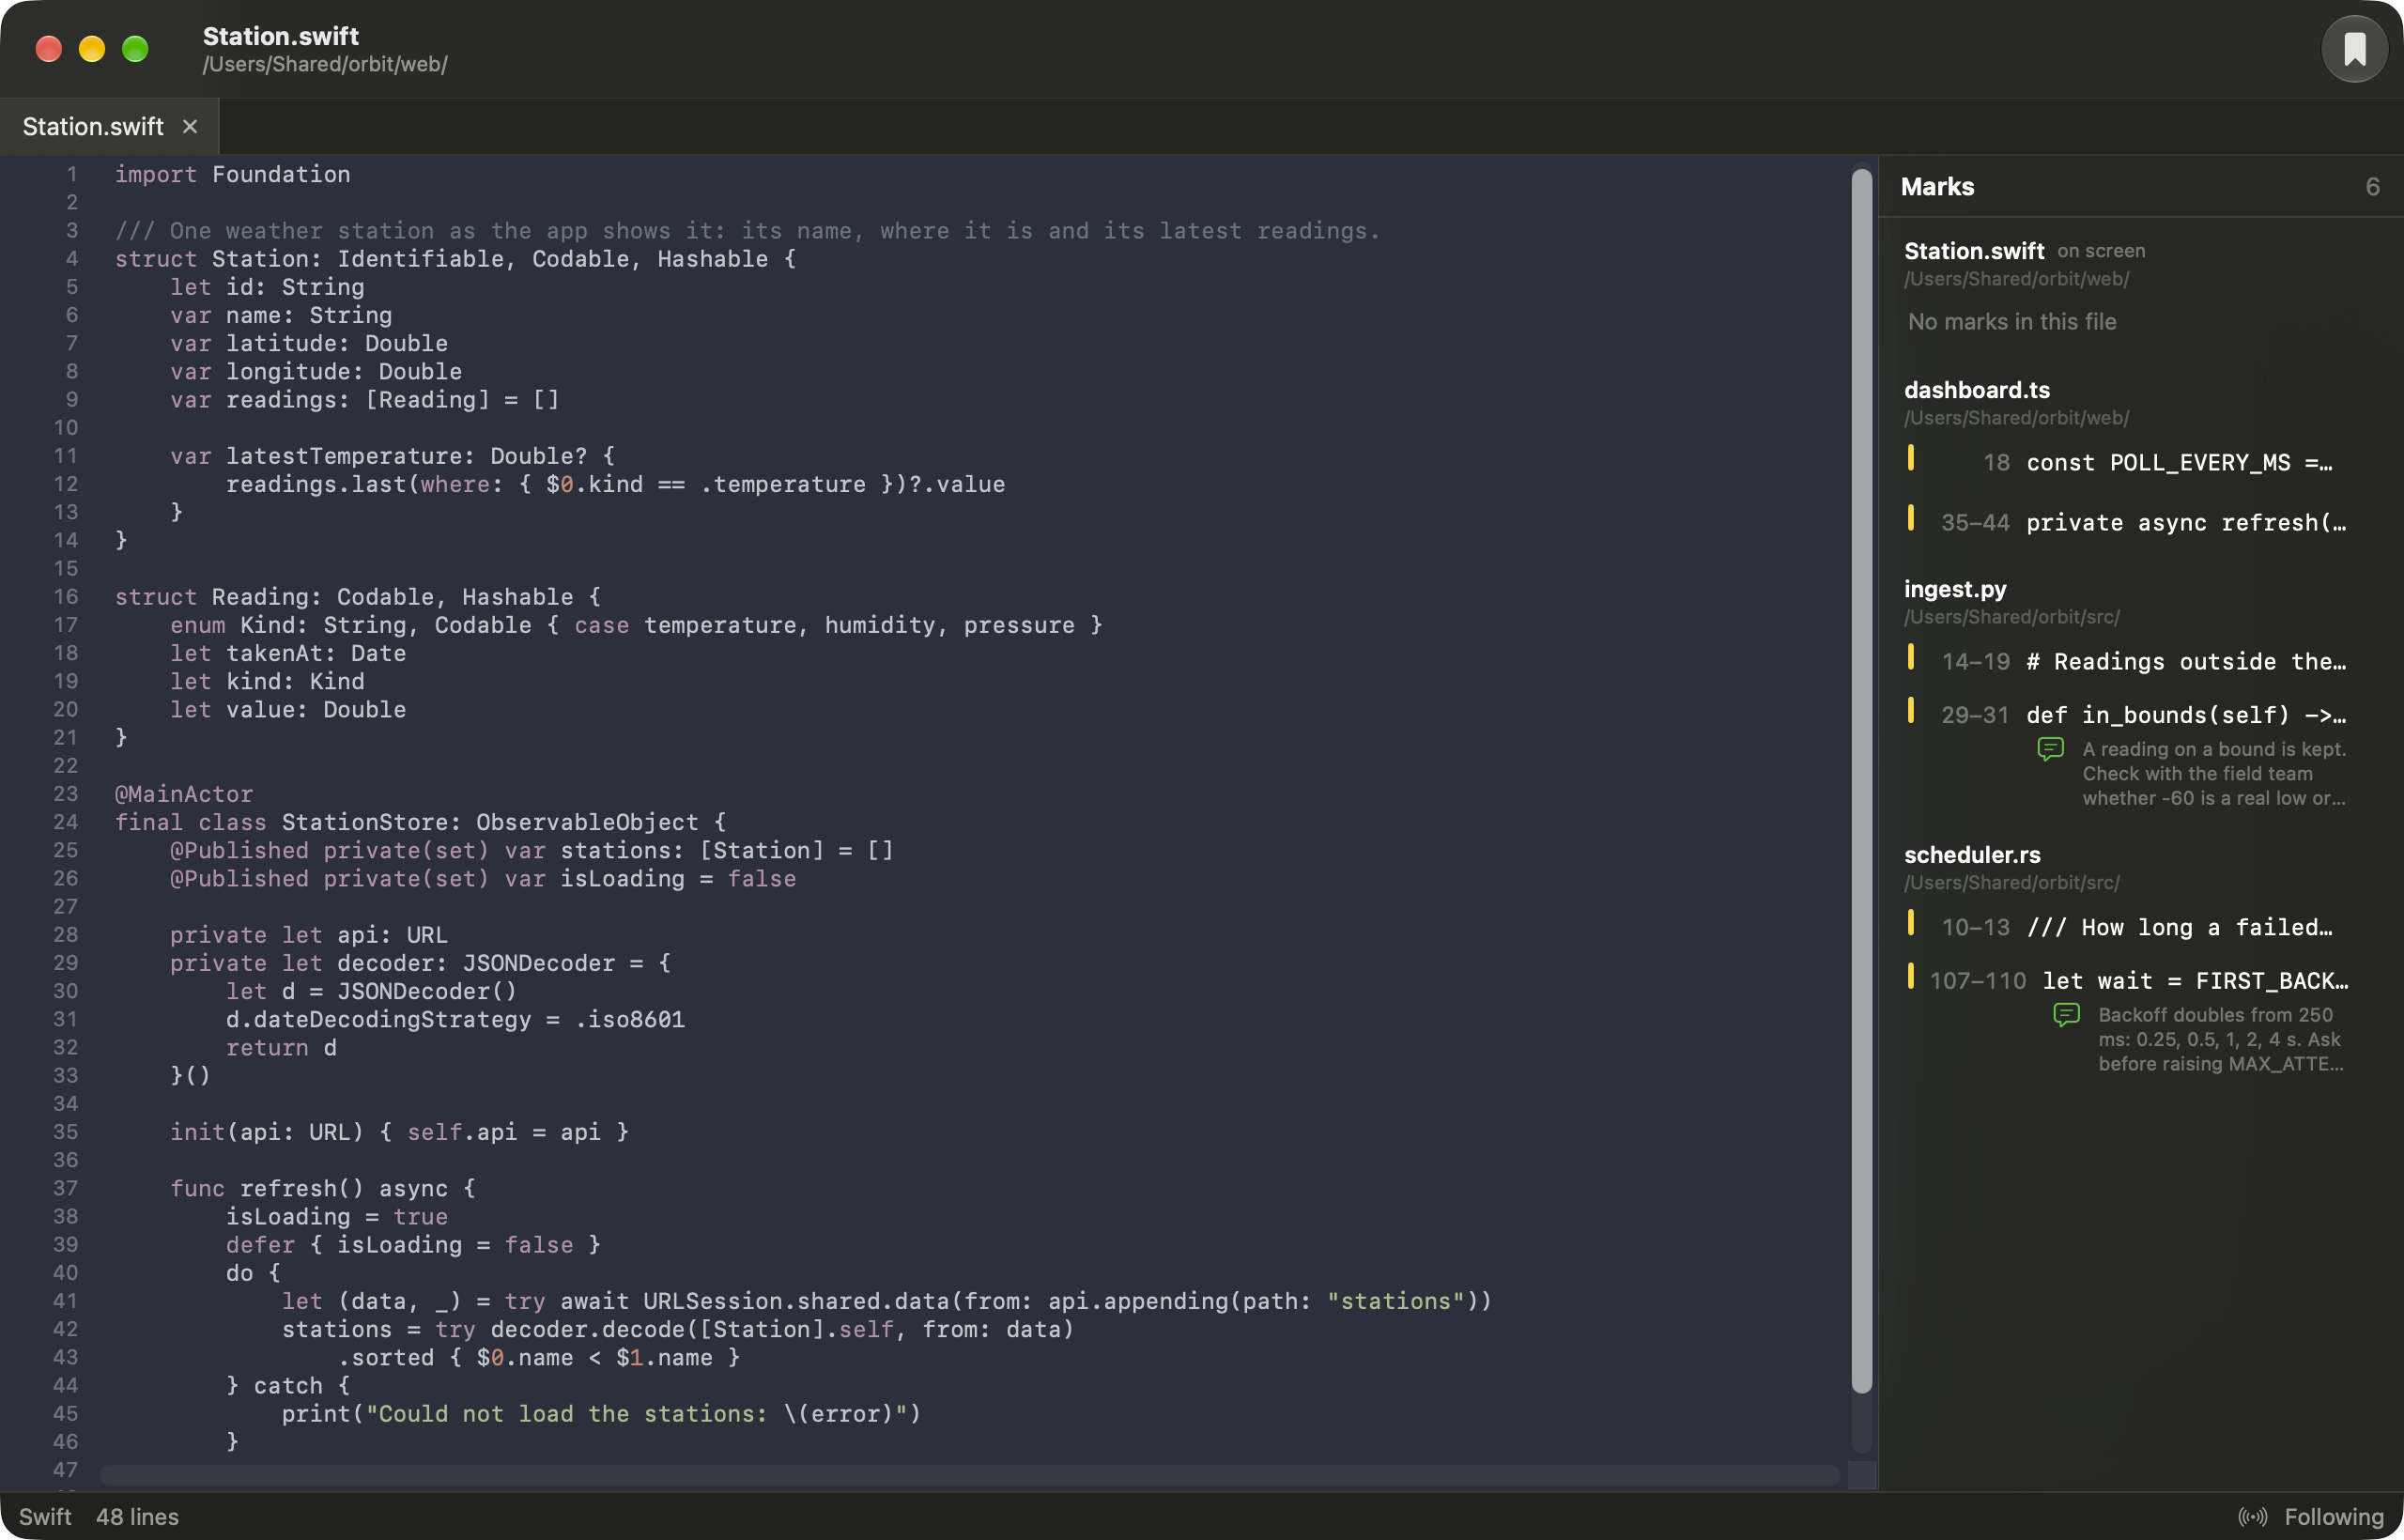 Station.swift
/Users/Shared/orbit/web/
Station.swift ×
1 import Foundation
2
3 /// One weather station as the app shows it: its name, where it is and its latest readings.
4 struct Station: Identifiable, Codable, Hashable {
5     let id: String
6     var name: String
7     var latitude: Double
8     var longitude: Double
9     var readings: [Reading] = []
10
11     var latestTemperature: Double? {
12         readings.last(where: { $0.kind == .temperature })?.value
13     }
14 }
15
16 struct Reading: Codable, Hashable {
17     enum Kind: String, Codable { case temperature, humidity, pressure }
18     let takenAt: Date
19     let kind: Kind
20     let value: Double
21 }
22
23 @MainActor
24 final class StationStore: ObservableObject {
25     @Published private(set) var stations: [Station] = []
26     @Published private(set) var isLoading = false
27
28     private let api: URL
29     private let decoder: JSONDecoder = {
30         let d = JSONDecoder()
31         d.dateDecodingStrategy = .iso8601
32         return d
33     }()
34
35     init(api: URL) { self.api = api }
36
37     func refresh() async {
38         isLoading = true
39         defer { isLoading = false }
40         do {
41             let (data, _) = try await URLSession.shared.data(from: api.appending(path: "stations"))
42             stations = try decoder.decode([Station].self, from: data)
43                 .sorted { $0.name < $1.name }
44         } catch {
45             print("Could not load the stations: \(error)")
46         }
47
Marks 6
Station.swift on screen
/Users/Shared/orbit/web/
No marks in this file
dashboard.ts
/Users/Shared/orbit/web/
18 const POLL_EVERY_MS =…
35–44 private async refresh(…
ingest.py
/Users/Shared/orbit/src/
14–19 # Readings outside the…
29–31 def in_bounds(self) ->…
A reading on a bound is kept.
Check with the field team
whether -60 is a real low or…
scheduler.rs
/Users/Shared/orbit/src/
10–13 /// How long a failed…
107–110 let wait = FIRST_BACK…
Backoff doubles from 250
ms: 0.25, 0.5, 1, 2, 4 s. Ask
before raising MAX_ATTE…
Swift 48 lines
Following